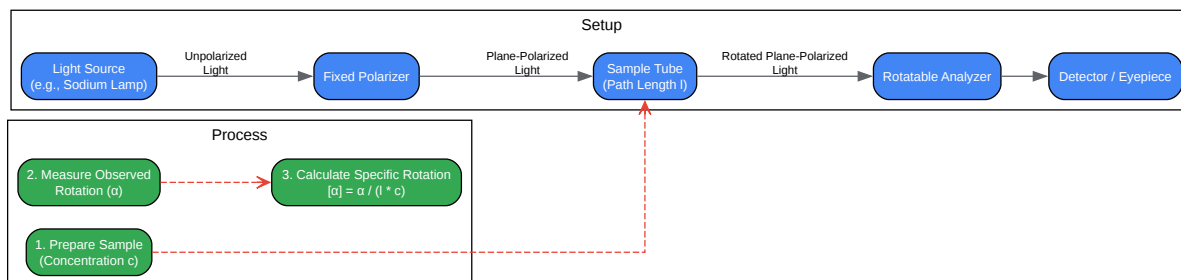 Setup
Light Source
(e.g., Sodium Lamp)
Unpolarized
Light
Fixed Polarizer
Plane-Polarized
Light
Sample Tube
(Path Length l)
Rotated Plane-Polarized
Light
Rotatable Analyzer
Detector / Eyepiece
Process
2. Measure Observed
Rotation (α)
3. Calculate Specific Rotation
[α] = α / (l * c)
1. Prepare Sample
(Concentration c)